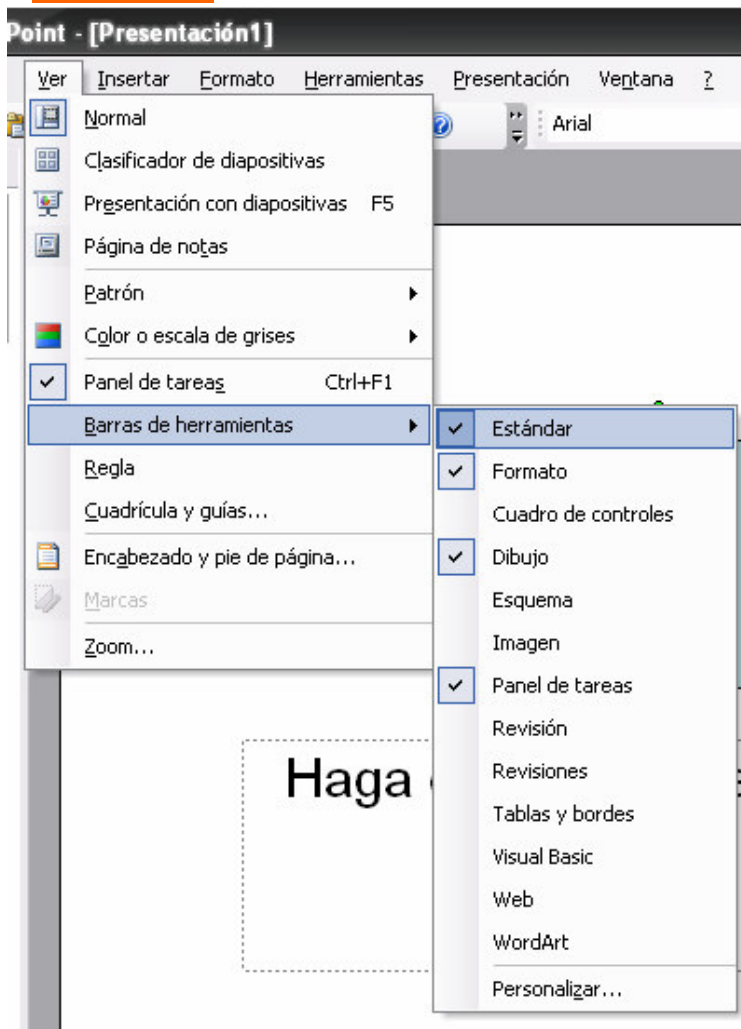 Point - [Presentación1]
Ver Insertar Formato Herramientas Presentación Ventana ?
Arial
Normal
Clasificador de diapositivas
Presentación con diapositivas F5
Página de notas
Patrón
Color o escala de grises
Panel de tareas Ctrl+F1
Barras de herramientas
Regla
Cuadrícula y guías...
Encabezado y pie de página...
Marcas
Zoom...
Estándar
Formato
Cuadro de controles
Dibujo
Esquema
Imagen
Panel de tareas
Revisión
Revisiones
Tablas y bordes
Visual Basic
Web
WordArt
Personalizar...
Haga